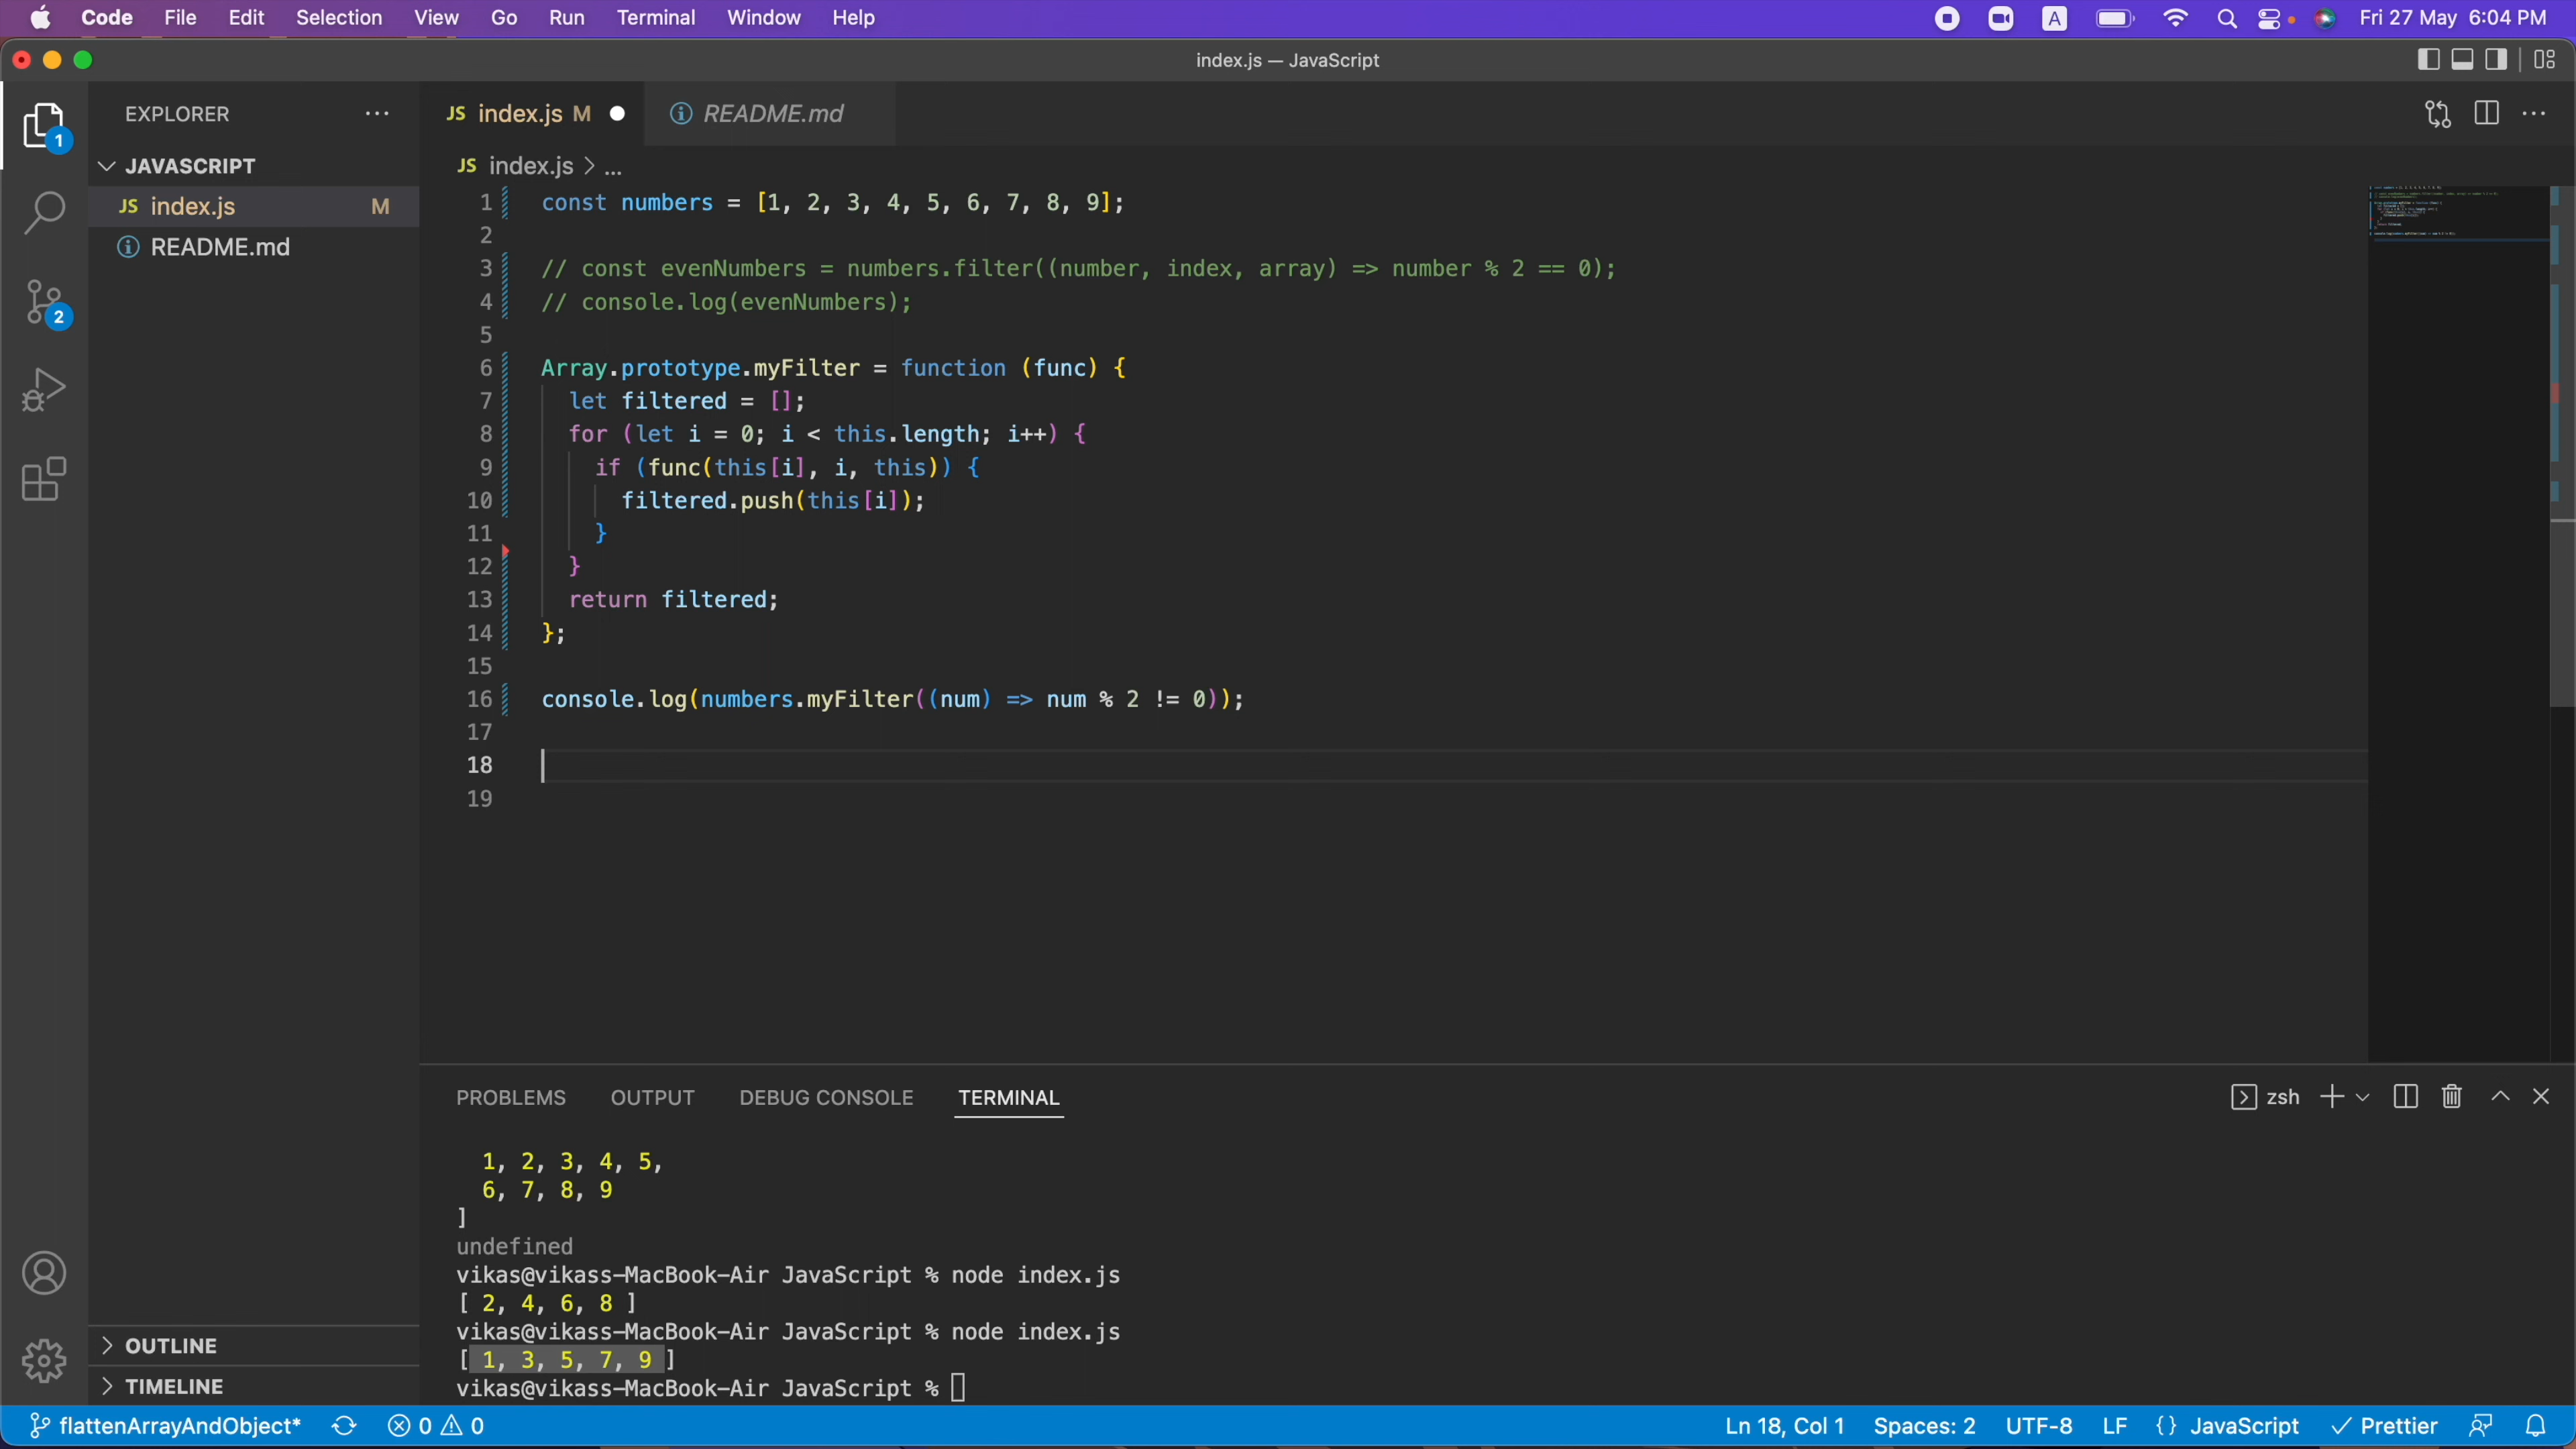 Code File Edit Selection View Go Run Terminal Window Help A Fri 27 May 6:04 PM
index.js — JavaScript
EXPLORER ...
JS index.js M
README.md
1
JAVASCRIPT
JS index.js M
README.md
2
JS index.js > ...
1 const numbers = [1, 2, 3, 4, 5, 6, 7, 8, 9];
2
3 // const evenNumbers = numbers.filter((number, index, array) => number % 2 == 0);
4 // console.log(evenNumbers);
5
6 Array.prototype.myFilter = function (func) {
7 let filtered = [];
8 for (let i = 0; i < this.length; i++) {
9 if (func(this[i], i, this)) {
10 filtered.push(this[i]);
11 }
12 }
13 return filtered;
14 };
15
16 console.log(numbers.myFilter((num) => num % 2 != 0));
17
18
19
PROBLEMS OUTPUT DEBUG CONSOLE TERMINAL zsh
1, 2, 3, 4, 5,
6, 7, 8, 9
]
undefined
vikas@vikass-MacBook-Air JavaScript % node index.js
[ 2, 4, 6, 8 ]
vikas@vikass-MacBook-Air JavaScript % node index.js
[ 1, 3, 5, 7, 9 ]
vikas@vikass-MacBook-Air JavaScript %
OUTLINE
TIMELINE
flattenArrayAndObject* 0 0 Ln 18, Col 1 Spaces: 2 UTF-8 LF {} JavaScript Prettier